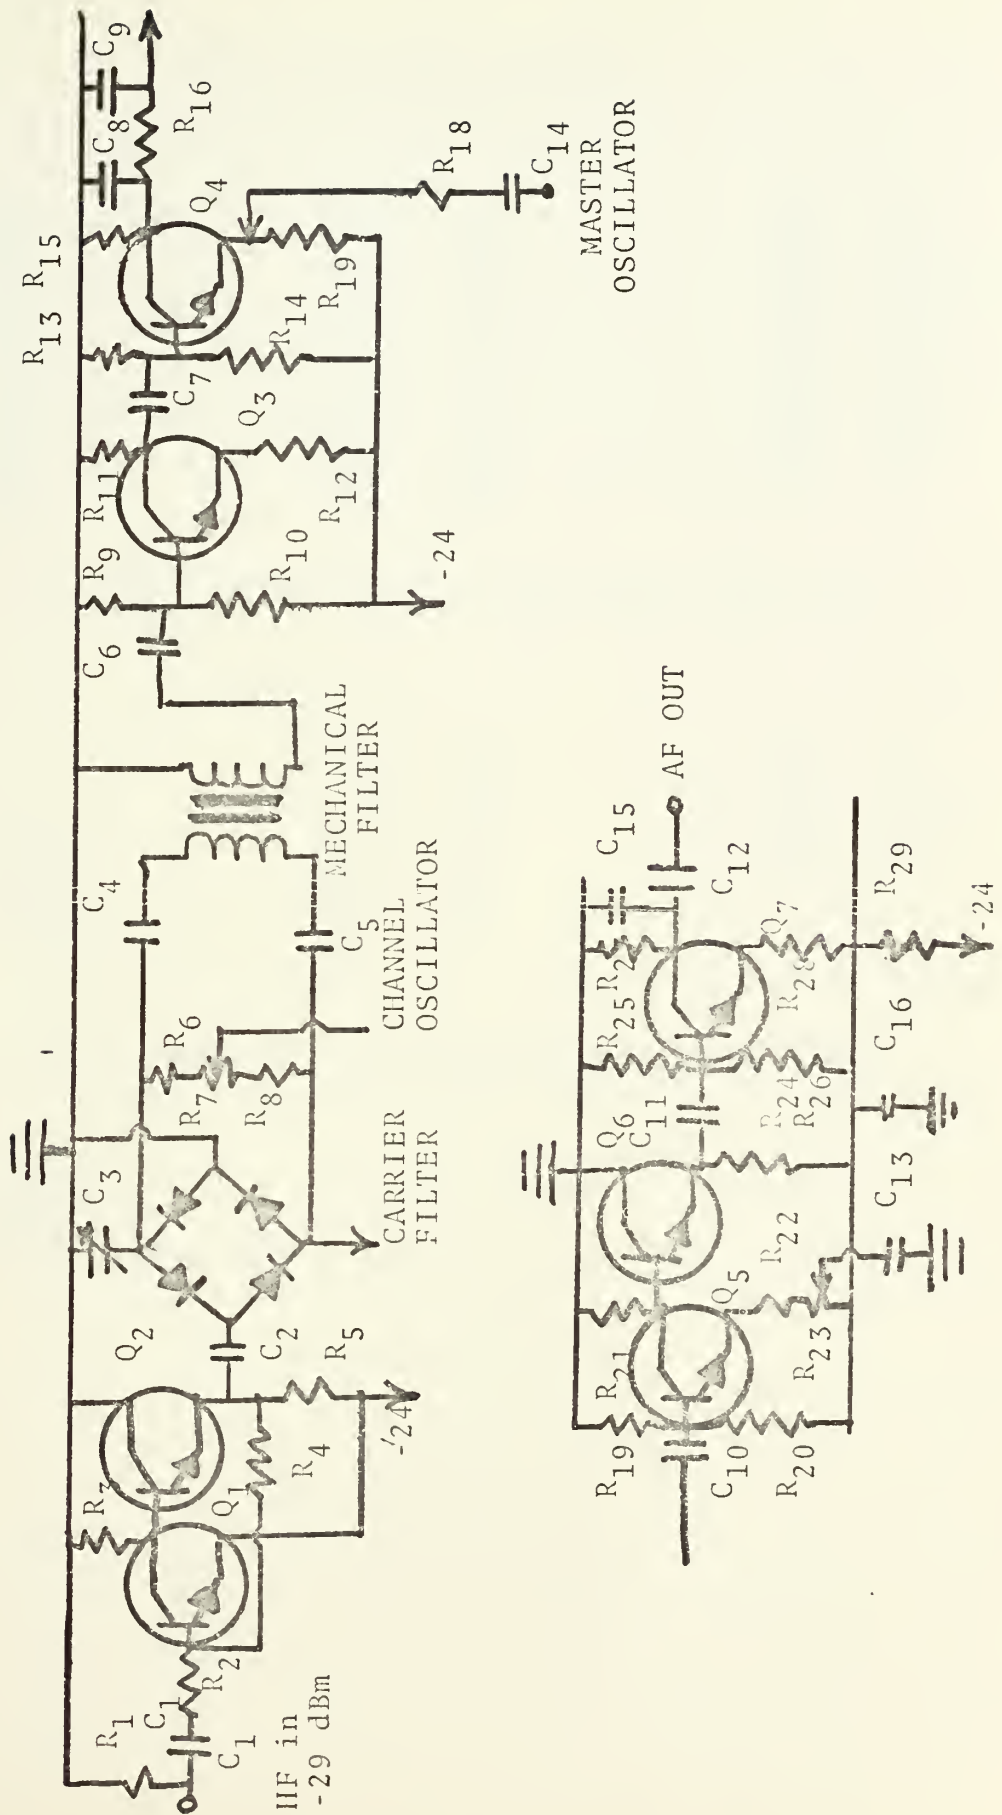 R1
C1
C1
R2
HF in
-29 dBm
R3
Q1
R4
-24
Q2
C2
R5
C3
CARRIER
FILTER
R7
R6
R8
CHANNEL
OSCILLATOR
C4
C5
MECHANICAL
FILTER
C6
R9
R10
R11
R12
-24
Q3
C7
R13
R14
R15
R19
Q4
C8
R16
C9
R18
C14
MASTER
OSCILLATOR
R19
C10
R20
R21
Q5
R22
R23
C13
Q6
C11
R24
R26
R25
C16
R28
Q7
C12
C15
R29
-24
AF OUT